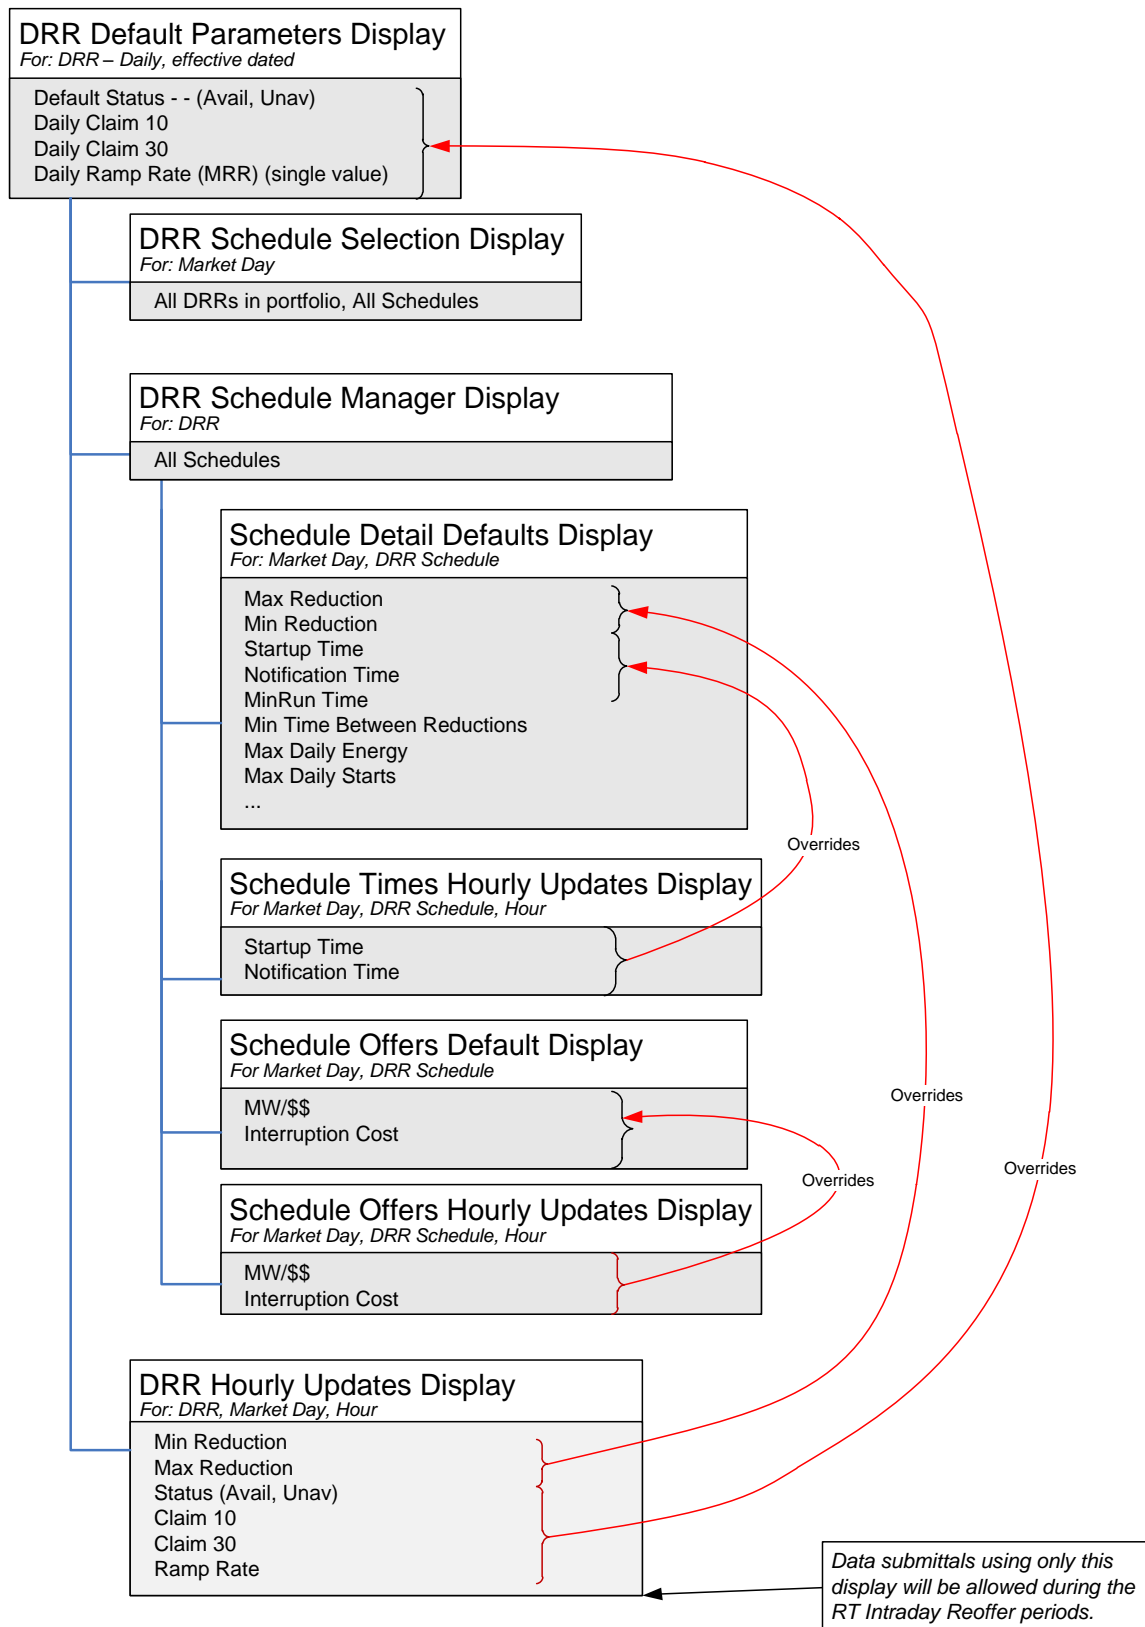 DRR Default Parameters Display
For: DRR – Daily, effective dated
Default Status - - (Avail, Unav)
Daily Claim 10
Daily Claim 30
Daily Ramp Rate (MRR) (single value)
DRR Schedule Selection Display
For: Market Day
All DRRs in portfolio, All Schedules
DRR Schedule Manager Display
For: DRR
All Schedules
Schedule Detail Defaults Display
For: Market Day, DRR Schedule
Max Reduction
Min Reduction
Startup Time
Notification Time
MinRun Time
Min Time Between Reductions
Max Daily Energy
Max Daily Starts
...
Overrides
Schedule Times Hourly Updates Display
For Market Day, DRR Schedule, Hour
Startup Time
Notification Time
Schedule Offers Default Display
For Market Day, DRR Schedule
MW/$$
Interruption Cost
Overrides
Overrides
Overrides
Schedule Offers Hourly Updates Display
For Market Day, DRR Schedule, Hour
MW/$$
Interruption Cost
DRR Hourly Updates Display
For: DRR, Market Day, Hour
Min Reduction
Max Reduction
Status (Avail, Unav)
Claim 10
Claim 30
Ramp Rate
Data submittals using only this
display will be allowed during the
RT Intraday Reoffer periods.